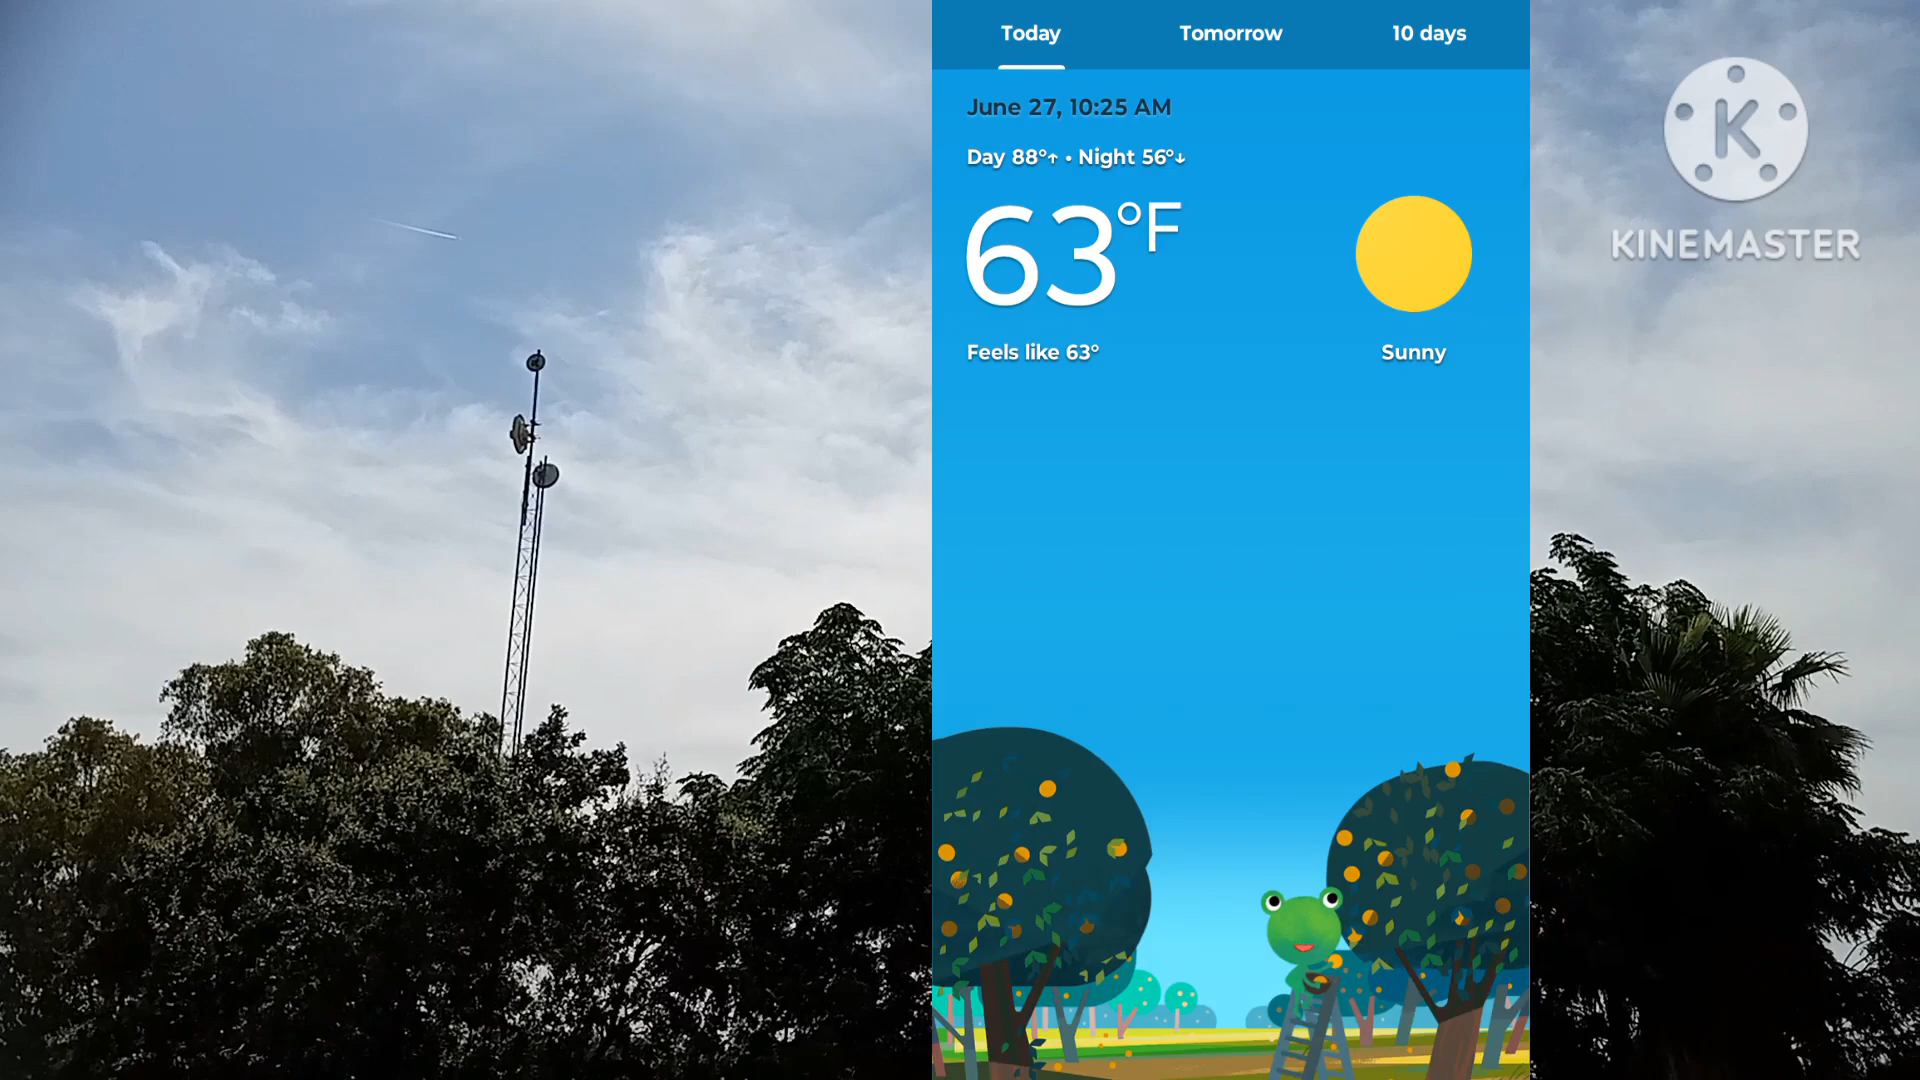 Today
Tomorrow
10 days
June 27, 10:25 AM
Day 88°↑ • Night 56°↓
63°F
Feels like 63°
Sunny
K
KINEMASTER